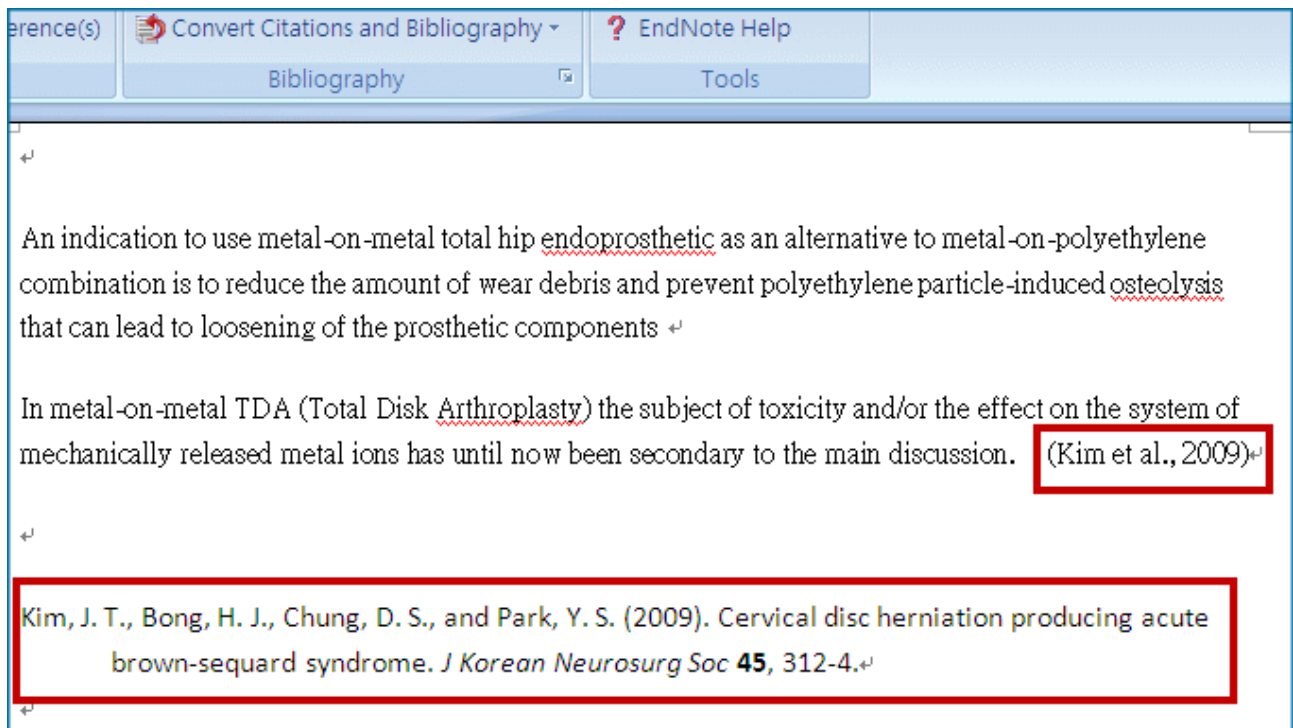 erence(s) Convert Citations and Bibliography ? EndNote Help
Bibliography Tools
An indication to use metal-on-metal total hip endoprosthetic as an alternative to metal-on-polyethylene
combination is to reduce the amount of wear debris and prevent polyethylene particle-induced osteolysis
that can lead to loosening of the prosthetic components
In metal-on-metal TDA (Total Disk Arthroplasty) the subject of toxicity and/or the effect on the system of
mechanically released metal ions has until now been secondary to the main discussion. (Kim et al., 2009)
Kim, J. T., Bong, H. J., Chung, D. S., and Park, Y. S. (2009). Cervical disc herniation producing acute
brown-sequard syndrome. J Korean Neurosurg Soc 45, 312-4.